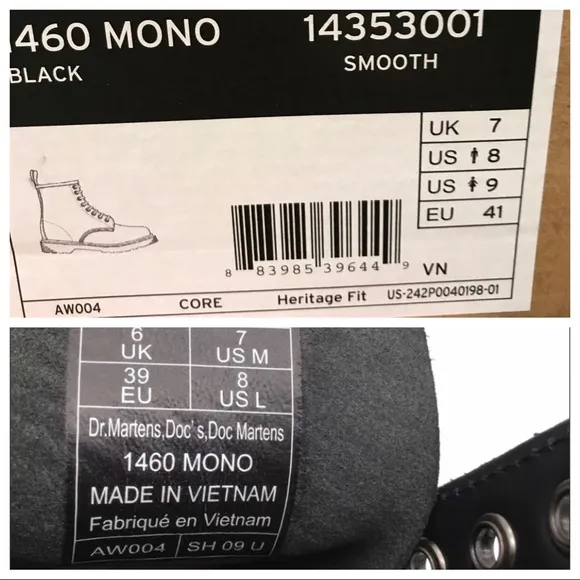 1460 MONO 14353001
BLACK SMOOTH
UK 7
US 8
US 9
EU 41
8 83985 39644 9 VN
AW004 CORE Heritage Fit US-242P0040198-01
6 7
UK US M
39 8
EU US L
Dr.Martens,Doc's,Doc Martens
1460 MONO
MADE IN VIETNAM
Fabriqué en Vietnam
AW004 SH 09 U